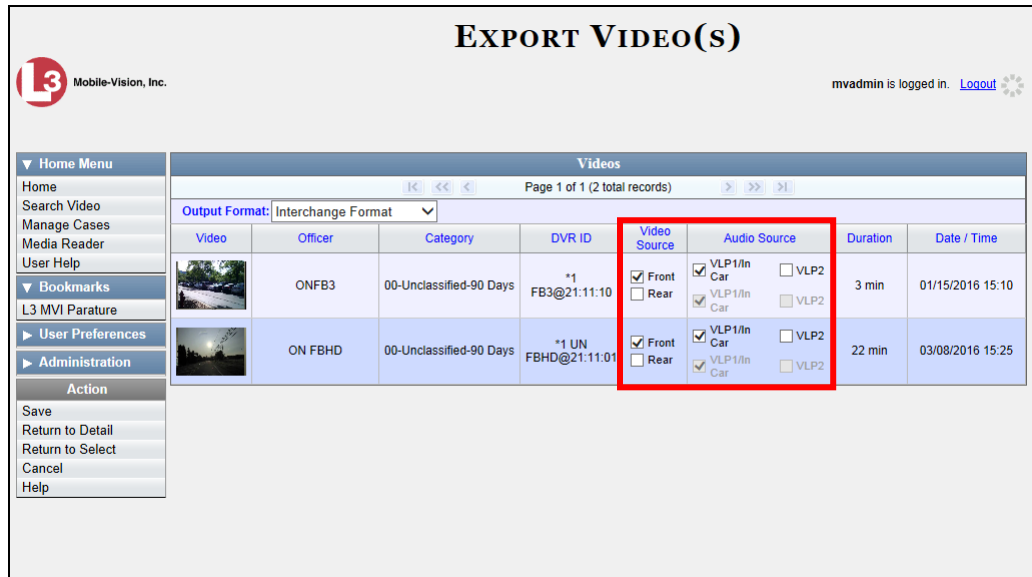 EXPORT VIDEO(S)
L3 Mobile-Vision, Inc.
mvadmin is logged in. Logout
▼ Home Menu
Home
Search Video
Manage Cases
Media Reader
User Help
▼ Bookmarks
L3 MVI Parature
▶ User Preferences
▶ Administration
Action
Save
Return to Detail
Return to Select
Cancel
Help
Videos
|< << < Page 1 of 1 (2 total records) > >> >|
Output Format: Interchange Format
Video Officer Category DVR ID Video Source Audio Source Duration Date / Time
ONFB3 00-Unclassified-90 Days *1 FB3@21:11:10 Front Rear VLP1/In Car VLP2 VLP1/In Car VLP2 3 min 01/15/2016 15:10
ON FBHD 00-Unclassified-90 Days *1 UN FBHD@21:11:01 Front Rear VLP1/In Car VLP2 VLP1/In Car VLP2 22 min 03/08/2016 15:25